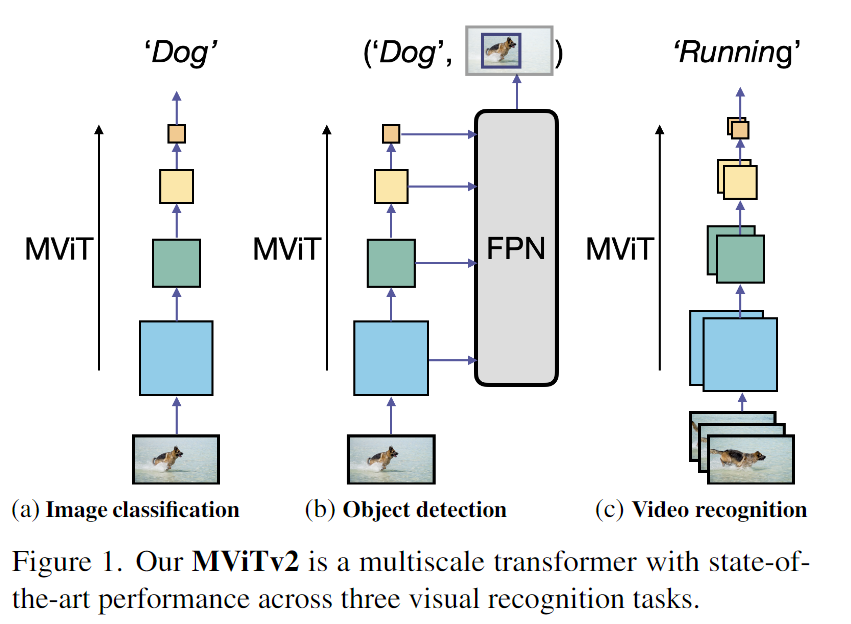 ‘Dog’
(‘Dog’, )
‘Running’
MViT
MViT
FPN
MViT
(a) Image classification
(b) Object detection
(c) Video recognition
Figure 1. Our MViTv2 is a multiscale transformer with state-of-
the-art performance across three visual recognition tasks.